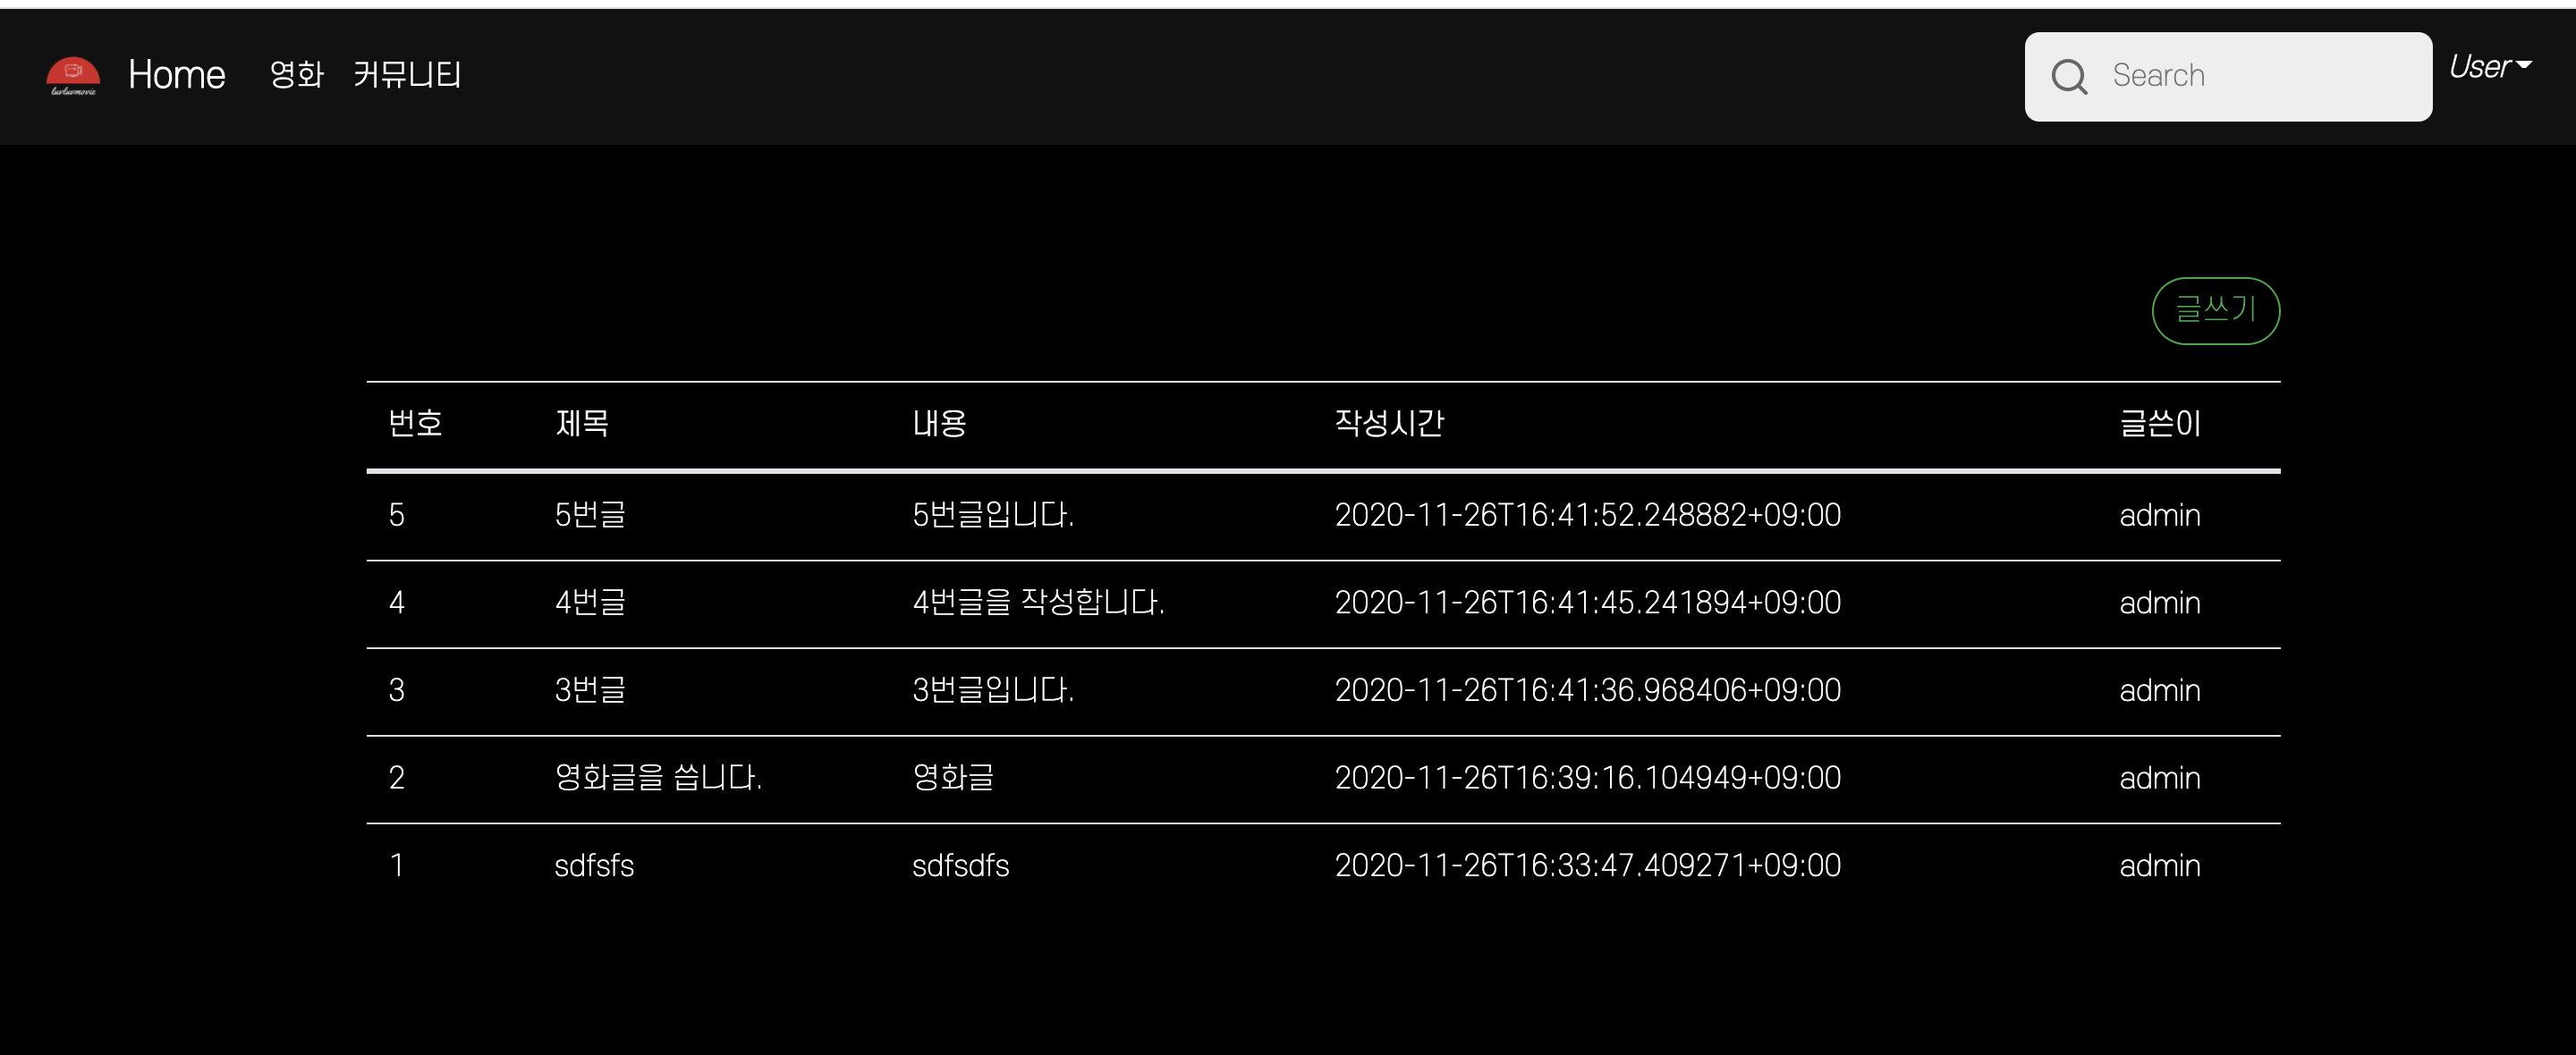 luvluvmovie Home 영화 커뮤니티 Search User
글쓰기
번호 제목 내용 작성시간 글쓴이
5 5번글 5번글입니다. 2020-11-26T16:41:52.248882+09:00 admin
4 4번글 4번글을 작성합니다. 2020-11-26T16:41:45.241894+09:00 admin
3 3번글 3번글입니다. 2020-11-26T16:41:36.968406+09:00 admin
2 영화글을 씁니다. 영화글 2020-11-26T16:39:16.104949+09:00 admin
1 sdfsfs sdfsdfs 2020-11-26T16:33:47.409271+09:00 admin